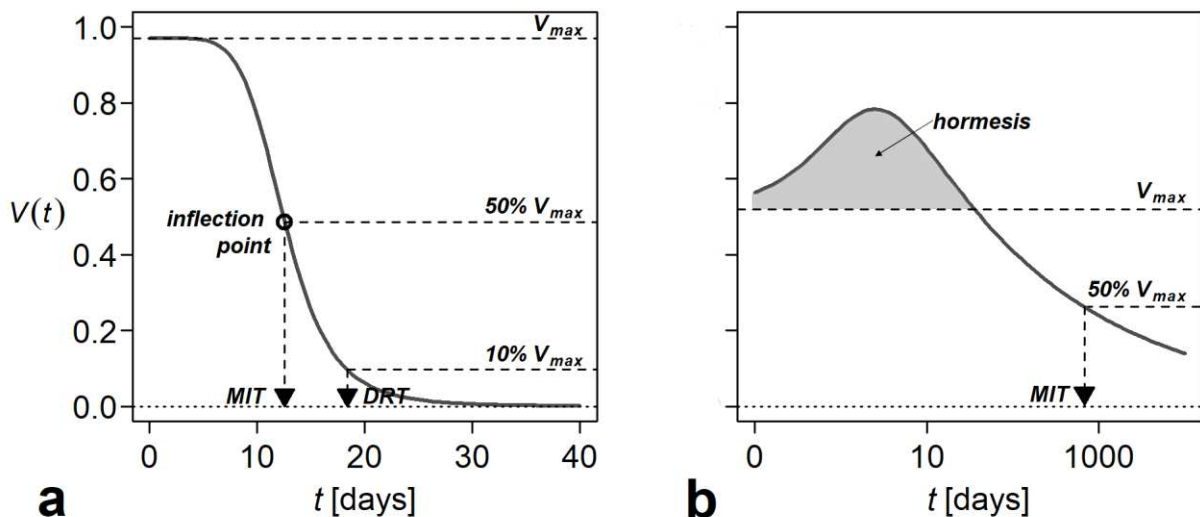 1.0
0.8
0.6
0.4
0.2
0.0
V(t)
V_max
50% V_max
inflection
point
10% V_max
MIT
DRT
0
10
20
30
40
t [days]
a
hormesis
V_max
50% V_max
MIT
0
10
1000
t [days]
b